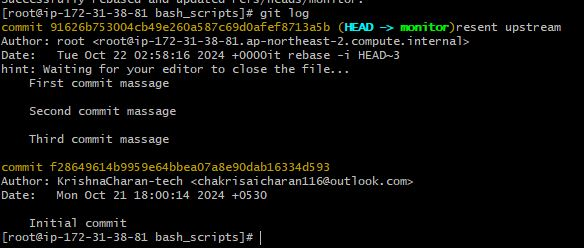 Successfully rebased and updated refs/heads/monitor.
[root@ip-172-31-38-81 bash_scripts]# git log
commit 91626b753004cb49e260a587c69d0afef8713a5b (HEAD -> monitor)resent upstream
Author: root <root@ip-172-31-38-81.ap-northeast-2.compute.internal>
Date:   Tue Oct 22 02:58:16 2024 +0000it rebase -i HEAD~3
hint: Waiting for your editor to close the file...
    First commit massage
    Second commit massage
    Third commit massage
commit f28649614b9959e64bbea07a8e90dab16334d593
Author: KrishnaCharan-tech <chakrisaicharan116@outlook.com>
Date:   Mon Oct 21 18:00:14 2024 +0530
    Initial commit
[root@ip-172-31-38-81 bash_scripts]#